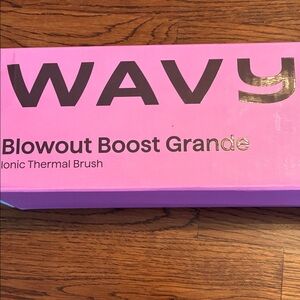 WAVY
Blowout Boost Grande
Ionic Thermal Brush